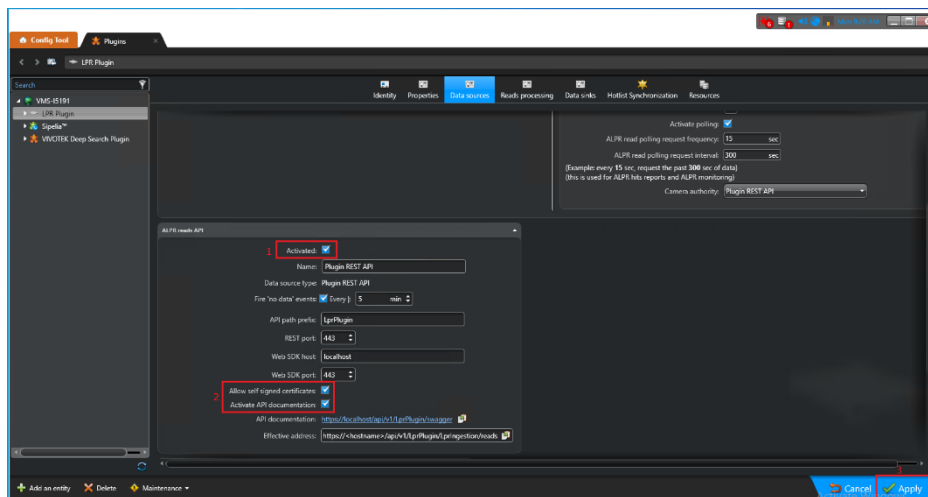 Config Tool
Plugins
LPR Plugin
Search
Identity Properties Data sources Reads processing Data sinks Hotlist Synchronization Resources
VMS-IS191
LPR Plugin
Sipelia™
VIVOTEK Deep Search Plugin
Activate polling:
ALPR read polling request frequency: 15 sec
ALPR read polling request interval: 300 sec
(Example: every 15 sec, request the past 300 sec of data)
(this is used for ALPR hits reports and ALPR monitoring)
Camera authority: Plugin REST API
ALPR reads API
1 Activated:
Name: Plugin REST API
Data source type: Plugin REST API
Fire 'no data' events: Every 5 min
API path prefix: LprPlugin
REST port: 443
Web SDK host: localhost
Web SDK port: 443
2 Allow self signed certificates:
Activate API documentation:
API documentation: https://localhost/api/v1/LprPlugin/swagger
Effective address: https://<hostname>/api/v1/LprPlugin/LprIngestion/reads
3
Add an entity Delete Maintenance
Cancel Apply